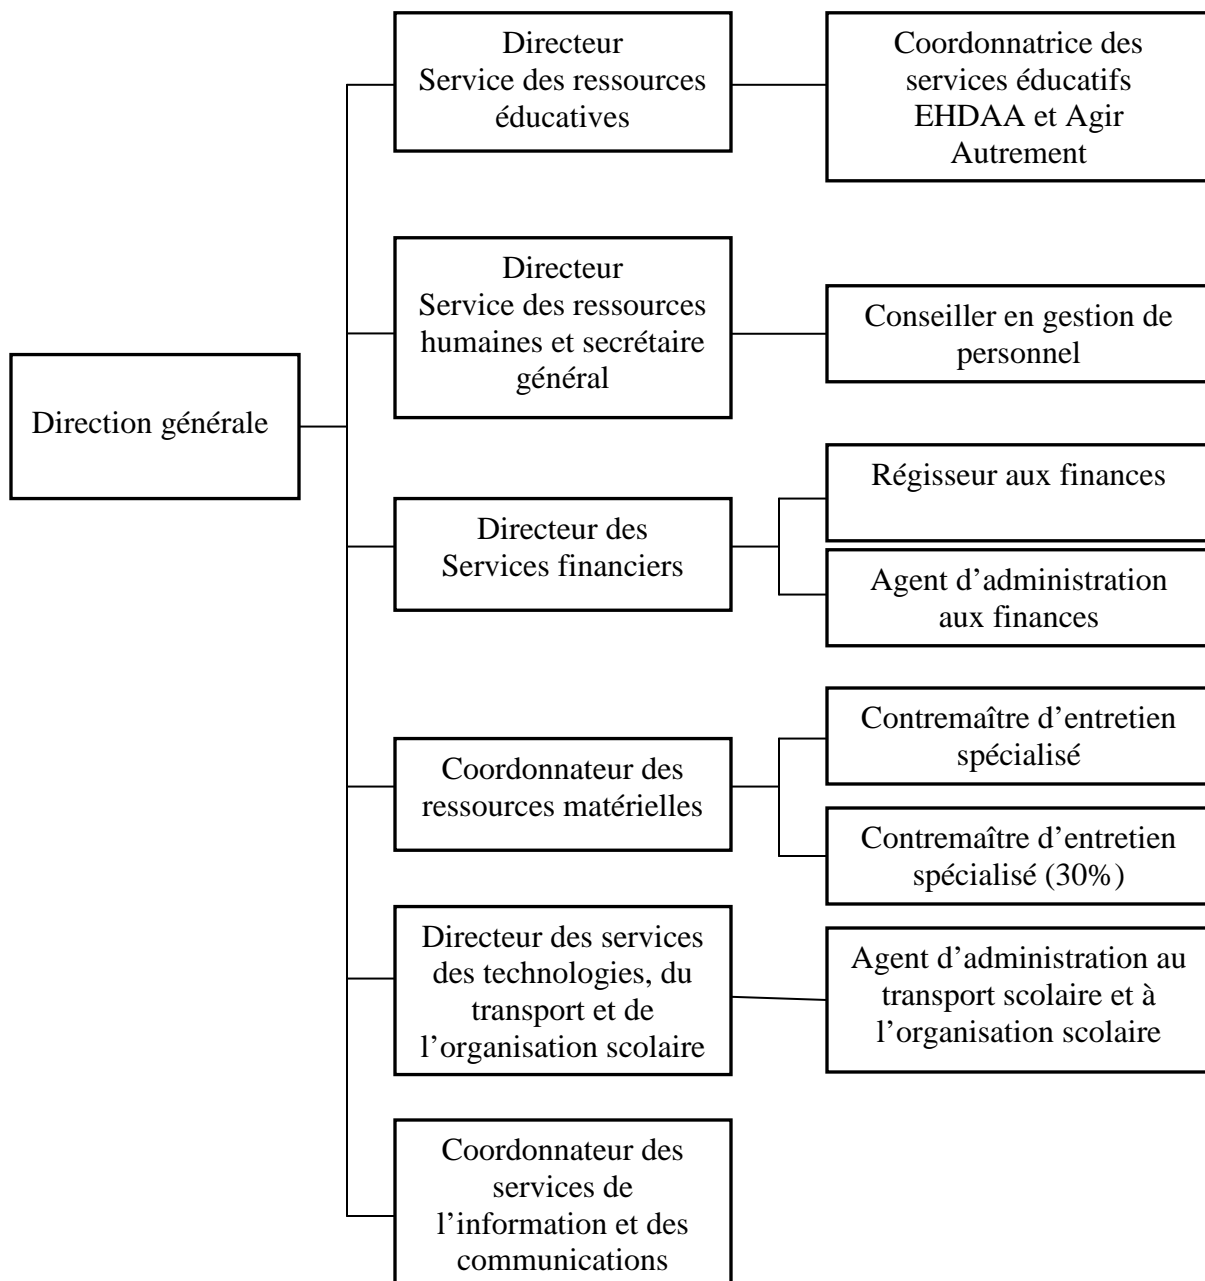 Direction générale
Directeur
Service des ressources
éducatives
Coordonnatrice des
services éducatifs
EHDAA et Agir
Autrement
Directeur
Service des ressources
humaines et secrétaire
général
Conseiller en gestion de
personnel
Directeur des
Services financiers
Régisseur aux finances
Agent d’administration
aux finances
Coordonnateur des
ressources matérielles
Contremaître d’entretien
spécialisé
Contremaître d’entretien
spécialisé (30%)
Directeur des services
des technologies, du
transport et de
l’organisation scolaire
Agent d’administration au
transport scolaire et à
l’organisation scolaire
Coordonnateur des
services de
l’information et des
communications